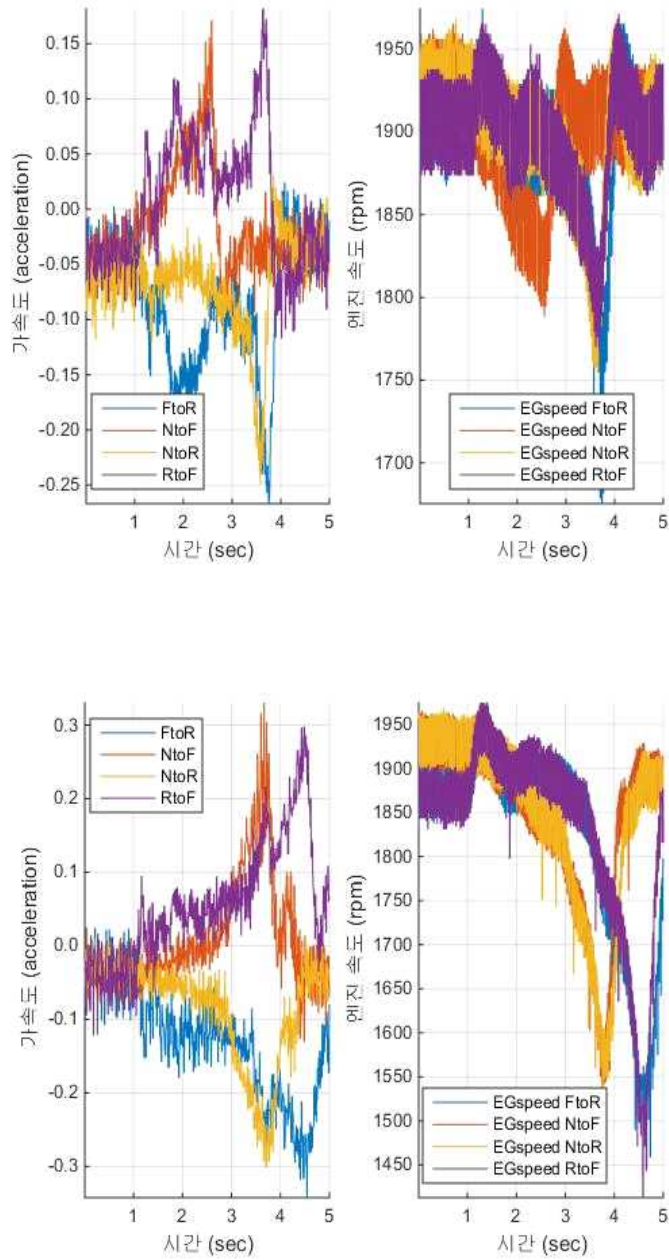 0.15
0.10
0.05
0.00
-0.05
-0.10
-0.15
-0.20
-0.25
가속도 (acceleration)
FtoR
NtoF
NtoR
RtoF
1 2 3 4 5
시간 (sec)
1950
1900
1850
1800
1750
1700
엔진 속도 (rpm)
EGspeed FtoR
EGspeed NtoF
EGspeed NtoR
EGspeed RtoF
1 2 3 4 5
시간 (sec)
0.3
0.2
0.1
0.0
-0.1
-0.2
-0.3
가속도 (acceleration)
FtoR
NtoF
NtoR
RtoF
1 2 3 4 5
시간 (sec)
1950
1900
1850
1800
1750
1700
1650
1600
1550
1500
1450
엔진 속도 (rpm)
EGspeed FtoR
EGspeed NtoF
EGspeed NtoR
EGspeed RtoF
1 2 3 4 5
시간 (sec)